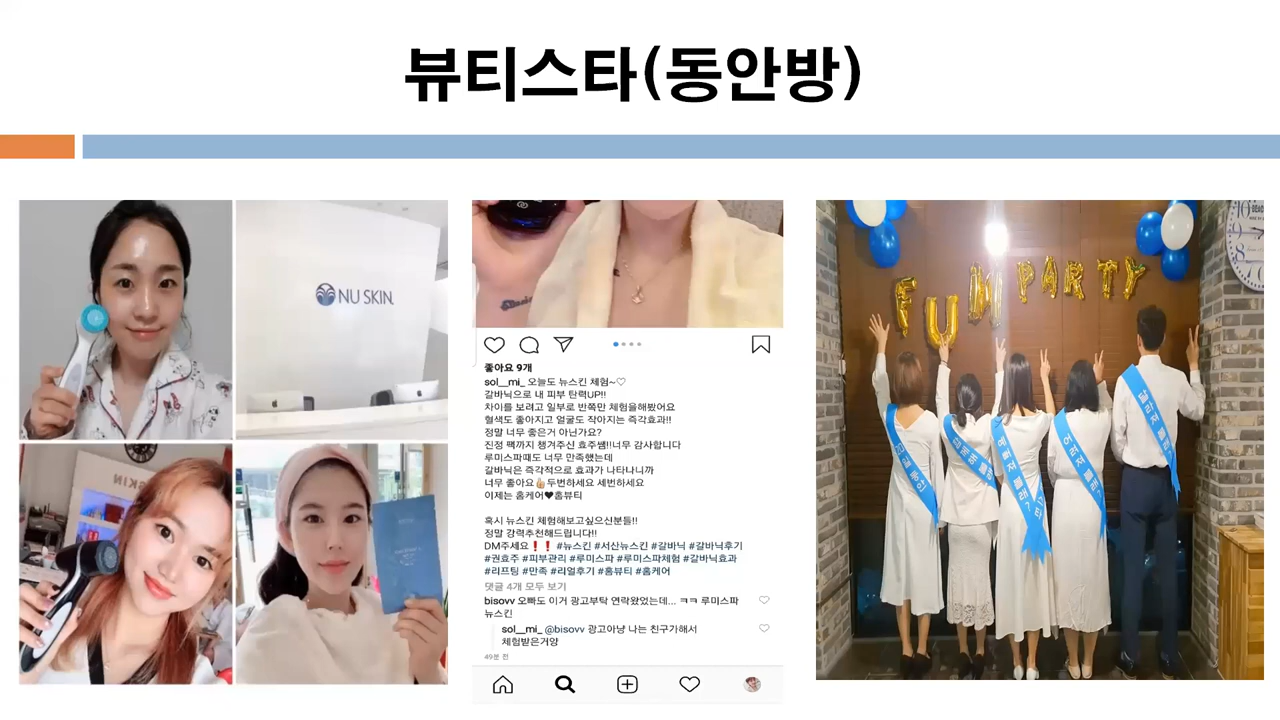 뷰티스타(동안방)
NU SKIN
좋아요 9개
sol__mi_ 오늘도 뉴스킨 체험~♡
갈바닉으로 내 피부 탄력UP!!
차이를 보려고 일부로 반쪽만 체험을해봤어요
혈색도 좋아지고 얼굴도 작아지는 즉각효과!!
정말 너무 좋은거 아닌가요?
진정 팩까지 챙겨주신 효주쌤!!너무 감사합니다
루미스파때도 너무 만족했는데
갈바닉은 즉각적으로 효과가 나타나니까
너무 좋아요👍🏼두번하세요 세번하세요
이제는 홈케어♥홈뷰티
혹시 뉴스킨 체험해보고싶으신분들!!
정말 강력추천해드립니다!!
DM주세요❗❗ #뉴스킨 #서산뉴스킨 #갈바닉 #갈바닉후기
#권효주 #피부관리 #루미스파 #루미스파체험 #갈바닉효과
#리프팅 #만족 #리얼후기 #홈뷰티 #홈케어
댓글 4개 모두 보기
bisovv 오빠도 이거 광고부탁 연락왔었는데... ㅋㅋ 루미스파
뉴스킨
sol__mi_ @bisovv 광고아냥 나는 친구가해서
체험받은거양
49분 전
FUN PARTY